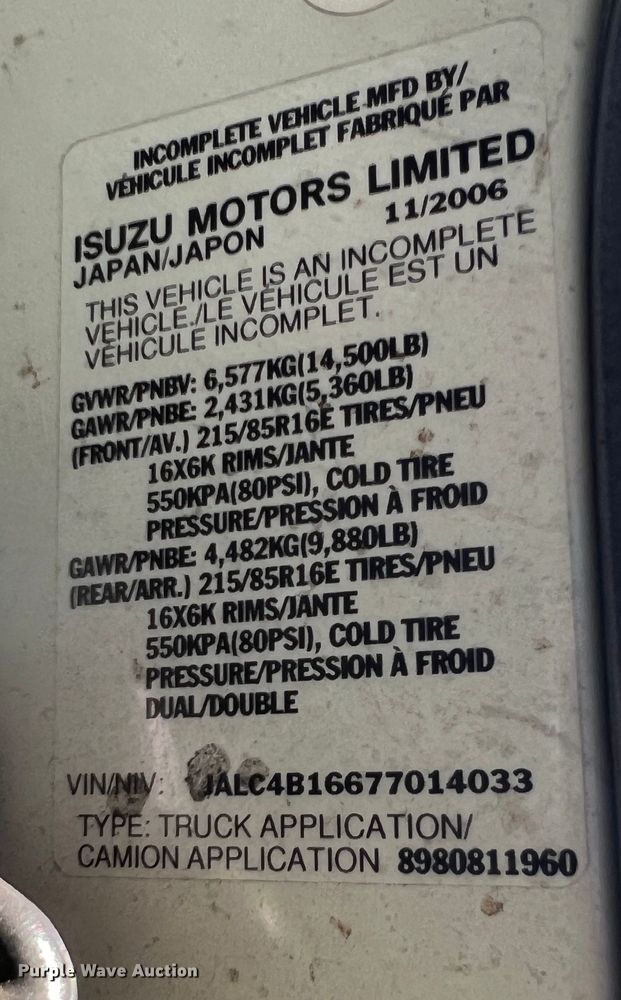 INCOMPLETE VEHICLE MFD BY/
VÉHICULE INCOMPLET FABRIQUÉ PAR
ISUZU MOTORS LIMITED
JAPAN/JAPON 11/2006
THIS VEHICLE IS AN INCOMPLETE
VEHICLE./LE VÉHICULE EST UN
VÉHICULE INCOMPLET.
GVWR/PNBV: 6,577KG(14,500LB)
GAWR/PNBE: 2,431KG(5,360LB)
(FRONT/AV.) 215/85R16E TIRES/PNEU
16X6K RIMS/JANTE
550KPA(80PSI), COLD TIRE
PRESSURE/PRESSION À FROID
GAWR/PNBE: 4,482KG(9,880LB)
(REAR/ARR.) 215/85R16E TIRES/PNEU
16X6K RIMS/JANTE
550KPA(80PSI), COLD TIRE
PRESSURE/PRESSION À FROID
DUAL/DOUBLE
VIN/NIV: JALC4B16677014033
TYPE: TRUCK APPLICATION/
CAMION APPLICATION 8980811960
Purple Wave Auction